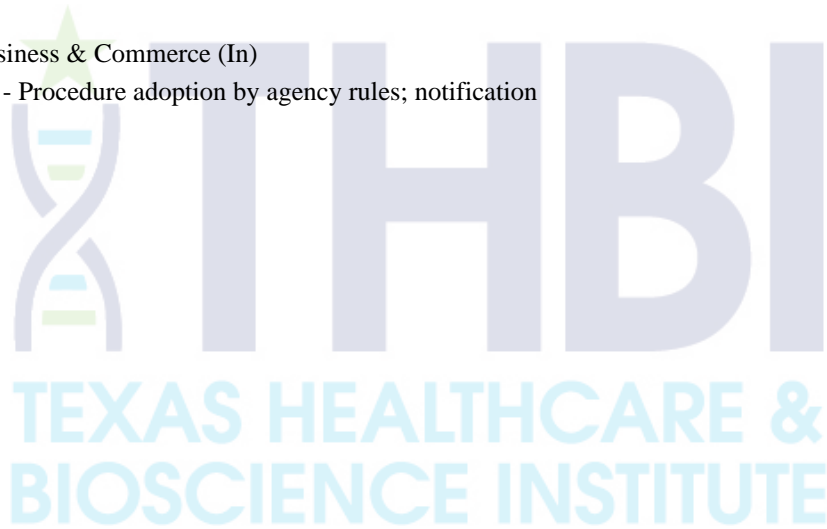 siness & Commerce (In)
- Procedure adoption by agency rules; notification
THBI
TEXAS HEALTHCARE &
BIOSCIENCE INSTITUTE